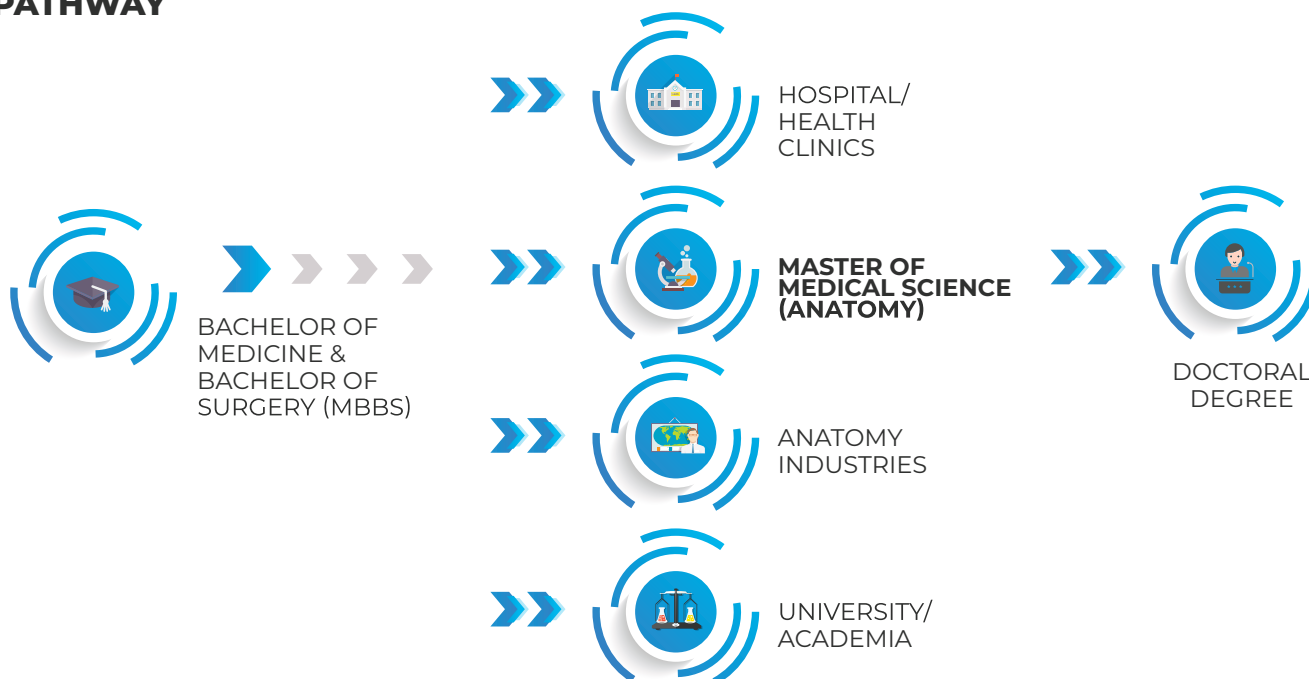 PATHWAY
HOSPITAL/
HEALTH
CLINICS
BACHELOR OF
MEDICINE &
BACHELOR OF
SURGERY (MBBS)
MASTER OF
MEDICAL SCIENCE
(ANATOMY)
DOCTORAL
DEGREE
ANATOMY
INDUSTRIES
UNIVERSITY/
ACADEMIA